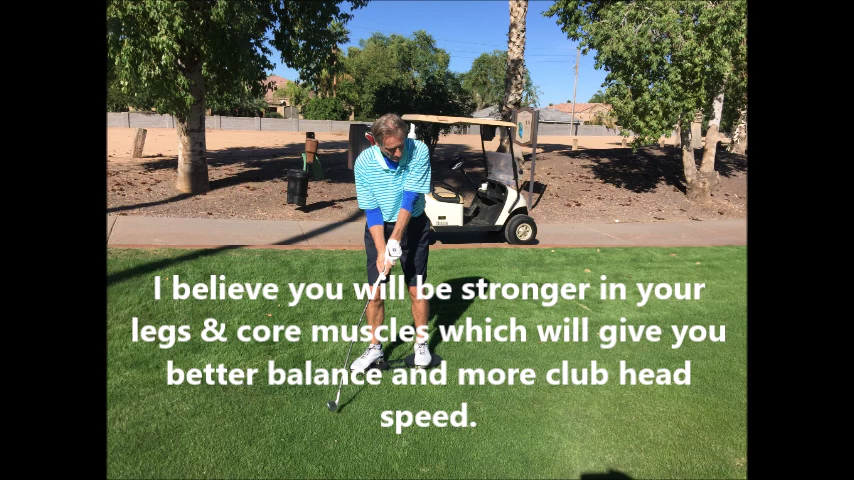 I believe you will be stronger in your
legs & core muscles which will give you
better balance and more club head
speed.